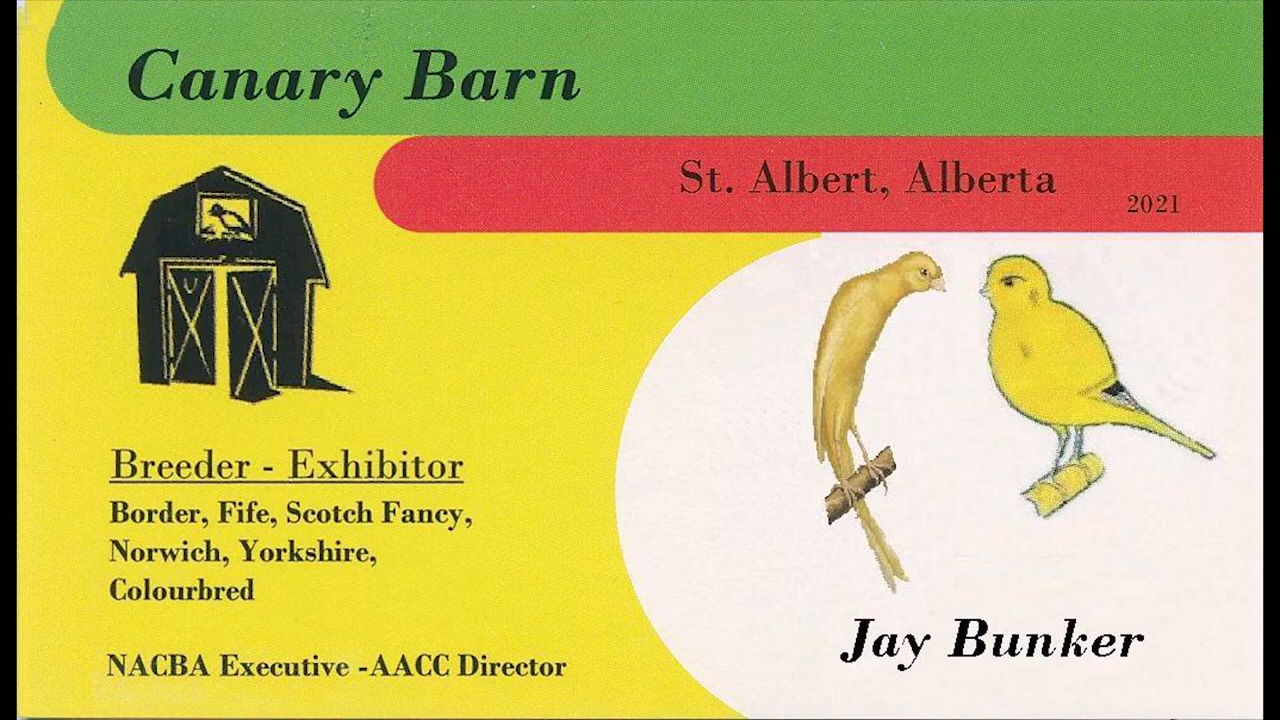 Canary Barn
St. Albert, Alberta
2021
Breeder - Exhibitor
Border, Fife, Scotch Fancy,
Norwich, Yorkshire,
Colourbred
NACBA Executive -AACC Director
Jay Bunker